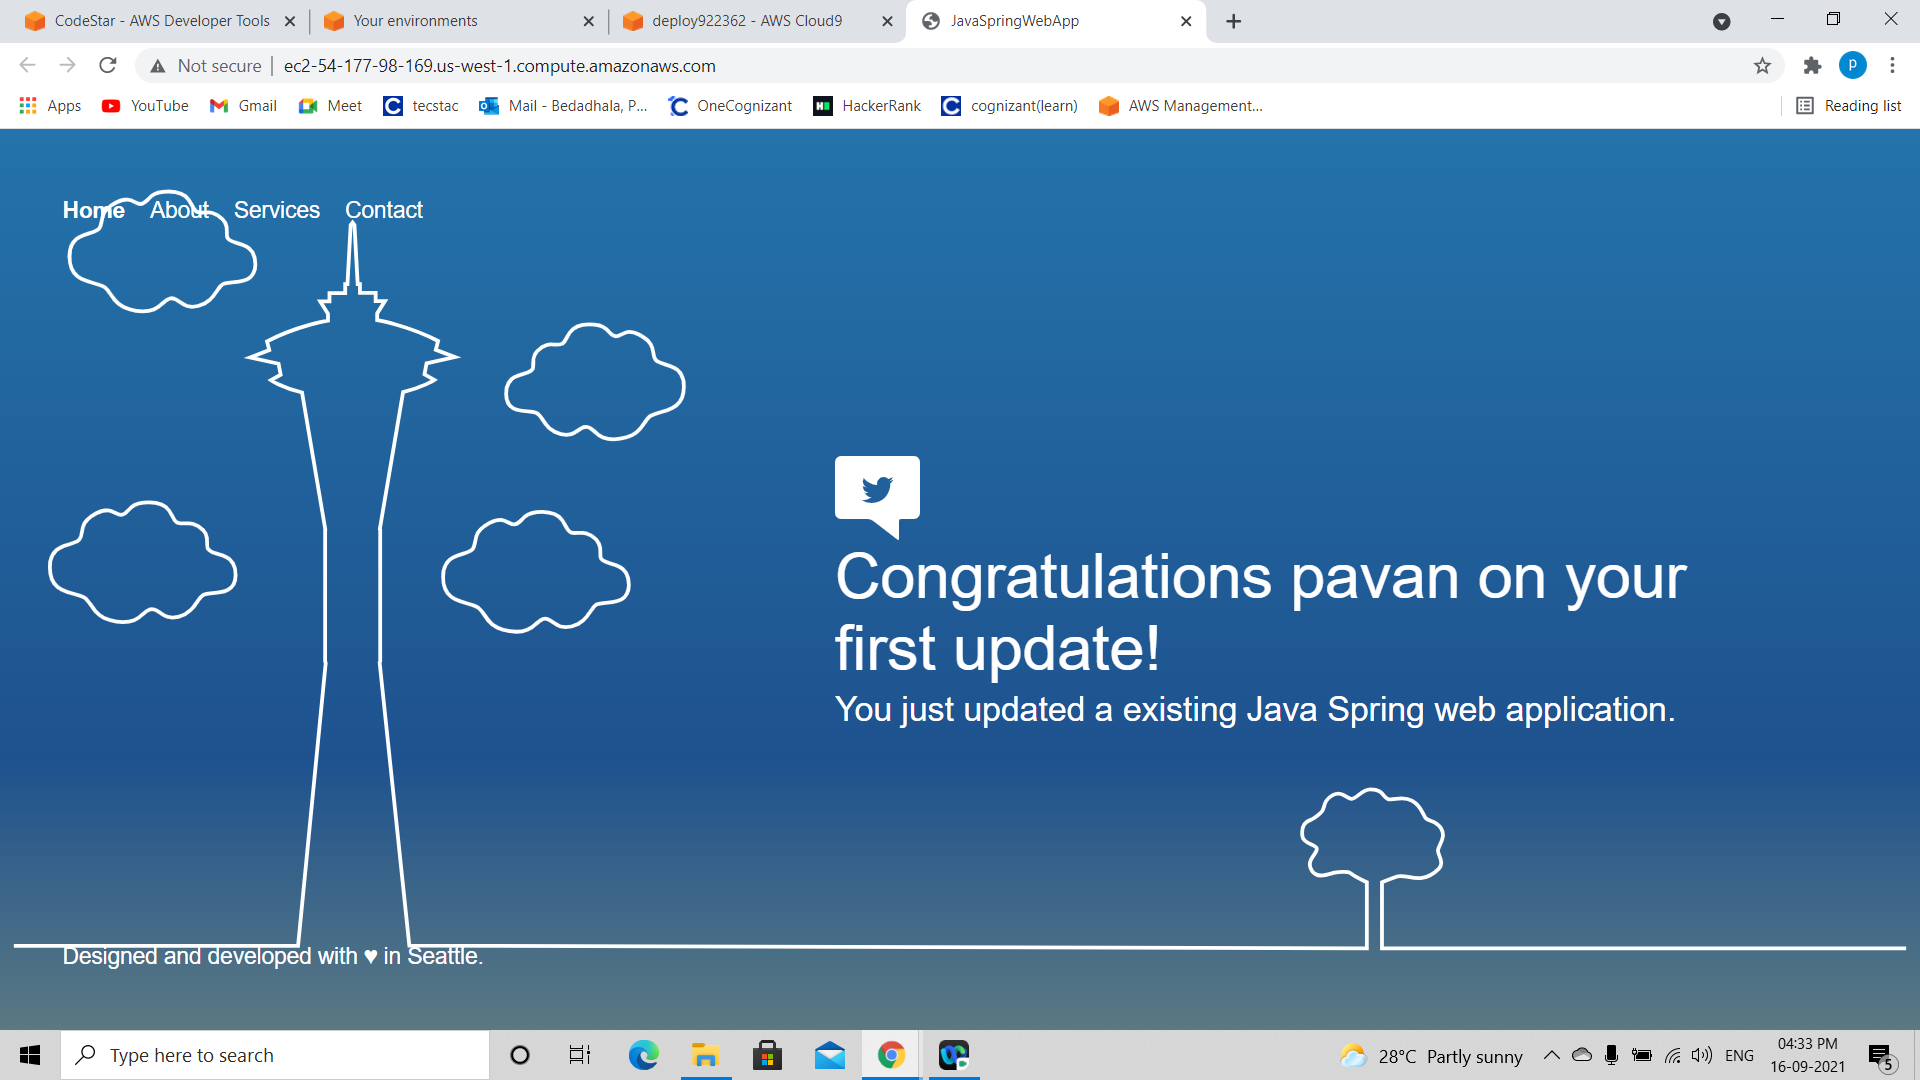 CodeStar - AWS Developer Tools
Your environments
deploy922362 - AWS Cloud9
JavaSpringWebApp
Not secure
ec2-54-177-98-169.us-west-1.compute.amazonaws.com
P
Apps
YouTube
Gmail
Meet
tecstac
Mail - Bedadhala, P...
OneCognizant
HackerRank
cognizant(learn)
AWS Management...
Reading list
Home About Services Contact
Congratulations pavan on your
first update!
You just updated a existing Java Spring web application.
Designed and developed with ♥ in Seattle.
Type here to search
28°C Partly sunny
ENG
04:33 PM
16-09-2021
5